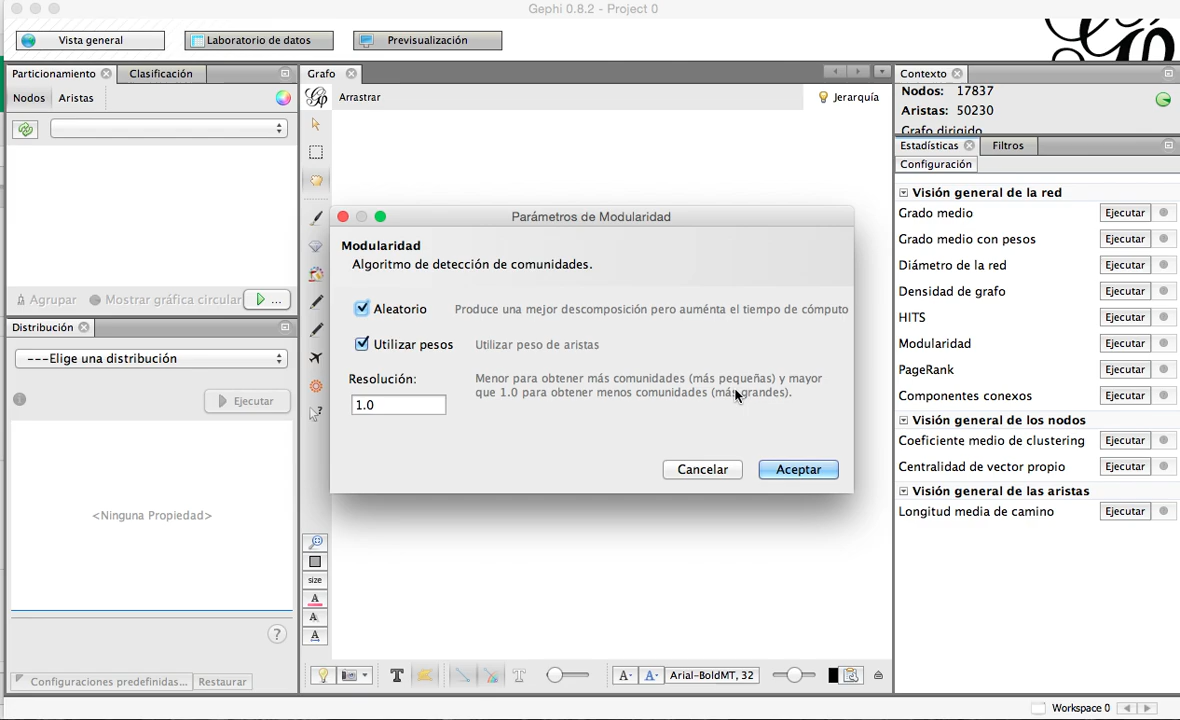 Gephi 0.8.2 - Project 0
Vista general
Laboratorio de datos
Previsualización
Particionamiento
Clasificación
Nodos
Aristas
Agrupar
Mostrar gráfica circular
...
Distribución
---Elige una distribución
Ejecutar
<Ninguna Propiedad>
?
Configuraciones predefinidas...
Restaurar
Grafo
Arrastrar
Jerarquía
Parámetros de Modularidad
Modularidad
Algoritmo de detección de comunidades.
Aleatorio
Produce una mejor descomposición pero auménta el tiempo de cómputo
Utilizar pesos
Utilizar peso de aristas
Resolución:
1.0
Menor para obtener más comunidades (más pequeñas) y mayor
que 1.0 para obtener menos comunidades (más grandes).
Cancelar
Aceptar
size
A
A
A
T
T
A-
A-
Arial-BoldMT, 32
Contexto
Nodos: 17837
Aristas: 50230
Grafo dirigido
Estadísticas
Filtros
Configuración
Visión general de la red
Grado medio Ejecutar
Grado medio con pesos Ejecutar
Diámetro de la red Ejecutar
Densidad de grafo Ejecutar
HITS Ejecutar
Modularidad Ejecutar
PageRank Ejecutar
Componentes conexos Ejecutar
Visión general de los nodos
Coeficiente medio de clustering Ejecutar
Centralidad de vector propio Ejecutar
Visión general de las aristas
Longitud media de camino Ejecutar
Workspace 0